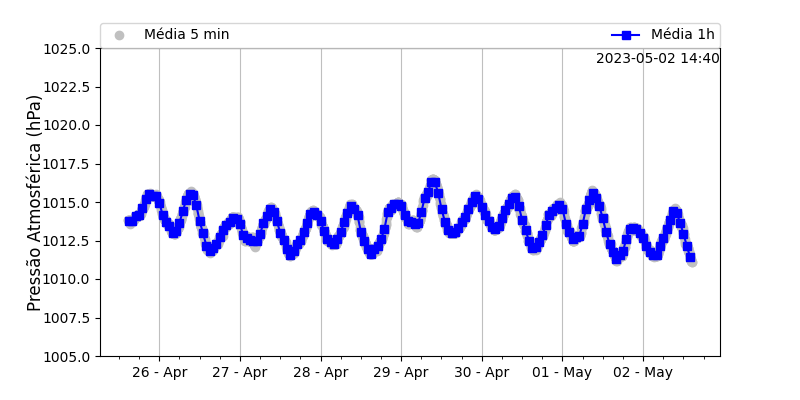 Média 5 min
Média 1h
2023-05-02 14:40
Pressão Atmosférica (hPa)
1025.0
1022.5
1020.0
1017.5
1015.0
1012.5
1010.0
1007.5
1005.0
26 - Apr
27 - Apr
28 - Apr
29 - Apr
30 - Apr
01 - May
02 - May